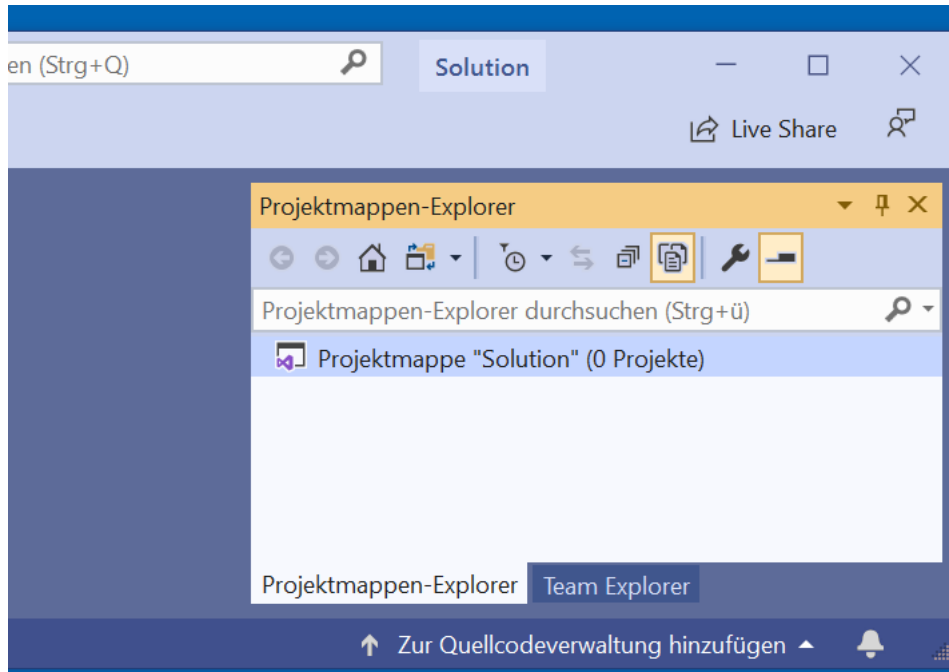 en (Strg+Q)
Solution
Live Share
Projektmappen-Explorer
Projektmappen-Explorer durchsuchen (Strg+ü)
Projektmappe "Solution" (0 Projekte)
Projektmappen-Explorer
Team Explorer
Zur Quellcodeverwaltung hinzufügen